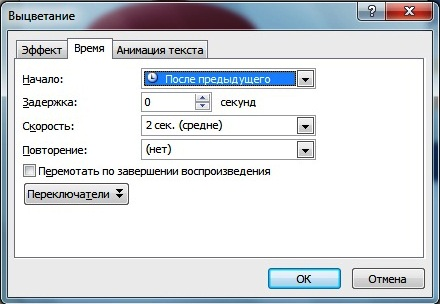 Выцветание
Эффект Время Анимация текста
Начало: После предыдущего
Задержка: 0 секунд
Скорость: 2 сек. (средне)
Повторение: (нет)
Перемотать по завершении воспроизведения
Переключатели
ОК Отмена